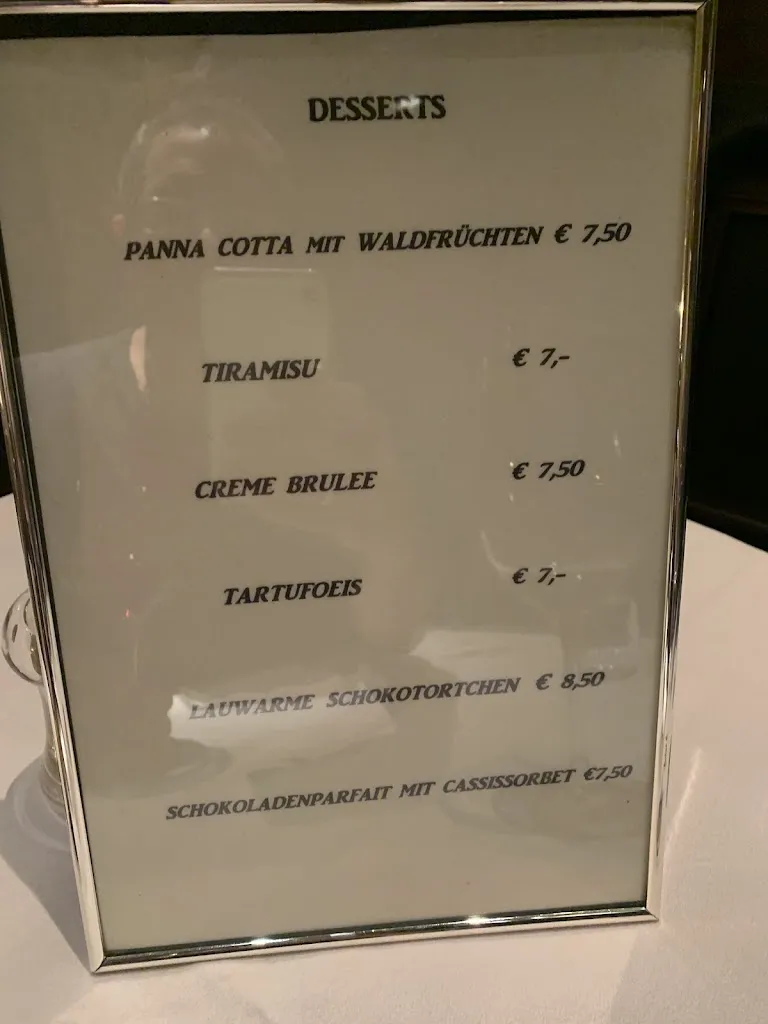 DESSERTS
PANNA COTTA MIT WALDFRÜCHTEN € 7,50
TIRAMISU € 7,-
CREME BRULEE € 7,50
TARTUFOEIS € 7,-
LAUWARME SCHOKOTORTCHEN € 8,50
SCHOKOLADENPARFAIT MIT CASSISSORBET €7,50